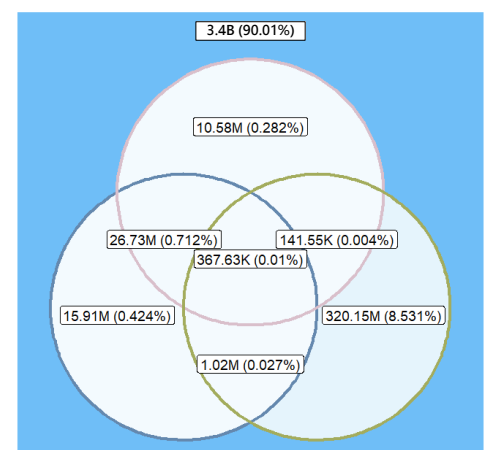 3.4B (90.01%)
10.58M (0.282%)
26.73M (0.712%)
141.55K (0.004%)
367.63K (0.01%)
15.91M (0.424%)
320.15M (8.531%)
1.02M (0.027%)